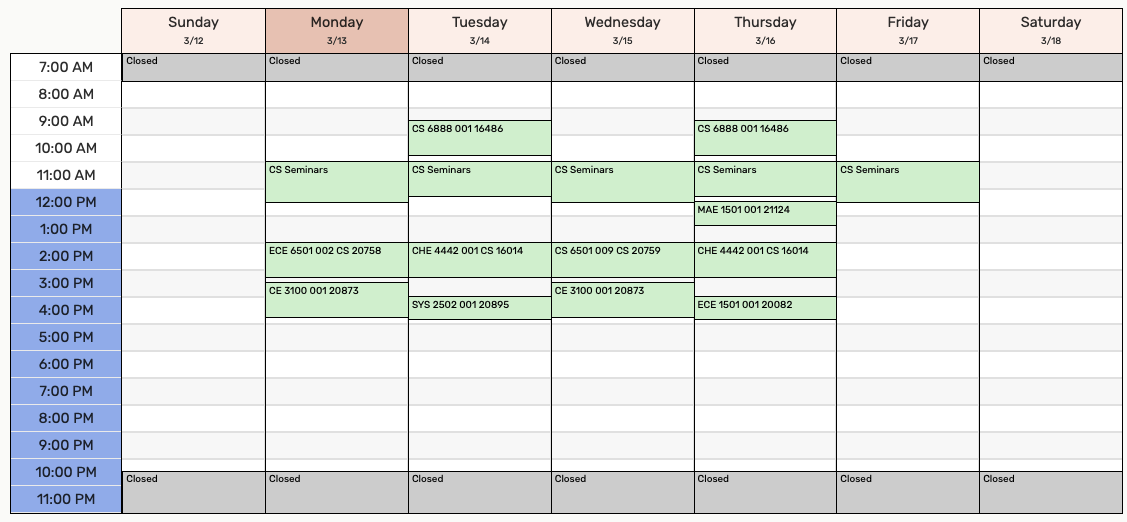 Sunday Monday Tuesday Wednesday Thursday Friday Saturday
3/12 3/13 3/14 3/15 3/16 3/17 3/18
7:00 AM Closed Closed Closed Closed Closed Closed Closed
8:00 AM
9:00 AM CS 6888 001 16486 CS 6888 001 16486
10:00 AM
11:00 AM CS Seminars CS Seminars CS Seminars CS Seminars CS Seminars
12:00 PM MAE 1501 001 21124
1:00 PM
2:00 PM ECE 6501 002 CS 20758 CHE 4442 001 CS 16014 CS 6501 009 CS 20759 CHE 4442 001 CS 16014
3:00 PM CE 3100 001 20873 CE 3100 001 20873
4:00 PM SYS 2502 001 20895 ECE 1501 001 20082
5:00 PM
6:00 PM
7:00 PM
8:00 PM
9:00 PM
10:00 PM Closed Closed Closed Closed Closed Closed Closed
11:00 PM